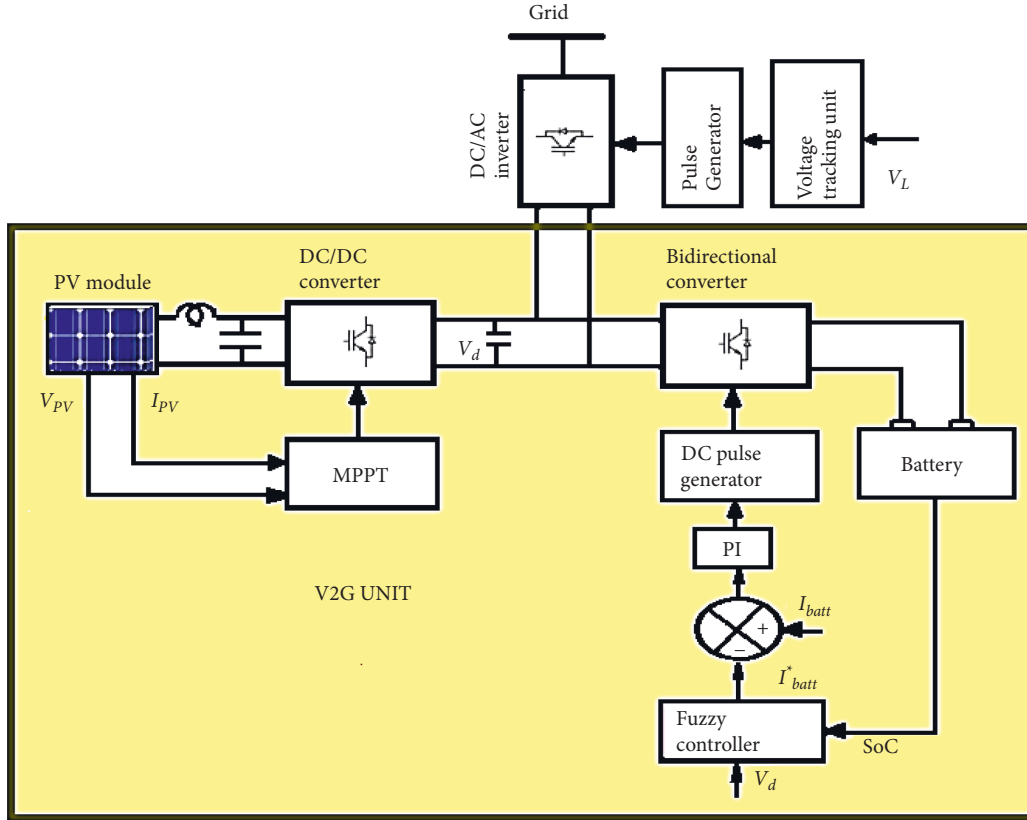 Grid
DC/AC
inverter
Pulse
Generator
Voltage
tracking unit
V_L
PV module
DC/DC
converter
Bidirectional
converter
V_d
V_PV
I_PV
MPPT
DC pulse
generator
Battery
PI
V2G UNIT
I_batt
+
−
I*_batt
Fuzzy
controller
SoC
V_d